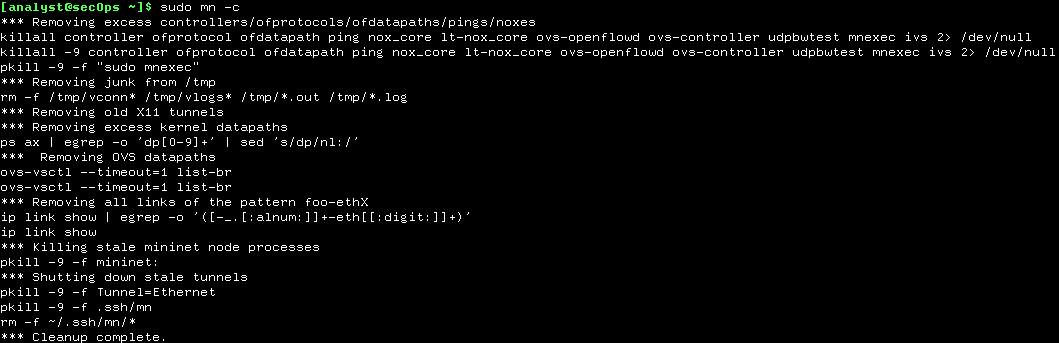 [analyst@secOps ~]$ sudo mn -c
*** Removing excess controllers/ofprotocols/ofdatapaths/pings/noxes
killall controller ofprotocol ofdatapath ping nox_core lt-nox_core ovs-openflowd ovs-controller udpbwtest mnexec ivs 2> /dev/null
killall -9 controller ofprotocol ofdatapath ping nox_core lt-nox_core ovs-openflowd ovs-controller udpbwtest mnexec ivs 2> /dev/null
pkill -9 -f "sudo mnexec"
*** Removing junk from /tmp
rm -f /tmp/vconn* /tmp/vlogs* /tmp/*.out /tmp/*.log
*** Removing old X11 tunnels
*** Removing excess kernel datapaths
ps ax | egrep -o 'dp[0-9]+' | sed 's/dp/nl:/'
***  Removing OVS datapaths
ovs-vsctl --timeout=1 list-br
ovs-vsctl --timeout=1 list-br
*** Removing all links of the pattern foo-ethX
ip link show | egrep -o '([-_.[:alnum:]]+-eth[[:digit:]]+)'
ip link show
*** Killing stale mininet node processes
pkill -9 -f mininet:
*** Shutting down stale tunnels
pkill -9 -f Tunnel=Ethernet
pkill -9 -f .ssh/mn
rm -f ~/.ssh/mn/*
*** Cleanup complete.